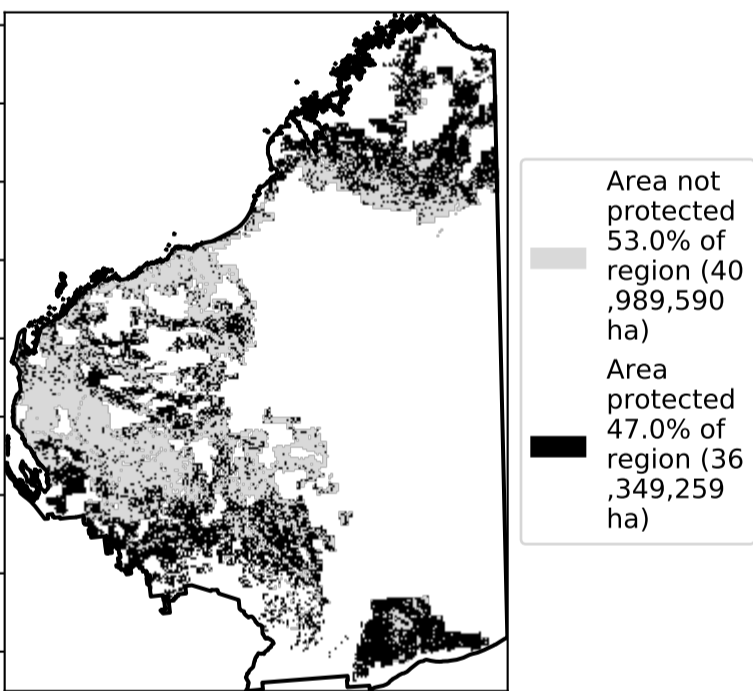 Area not
protected
53.0% of
region (40
,989,590
ha)
Area
protected
47.0% of
region (36
,349,259
ha)